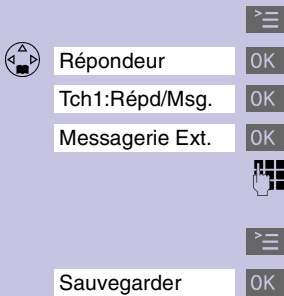 Répondeur OK
Tch1:Répd/Msg. OK
Messagerie Ext. OK
Sauvegarder OK